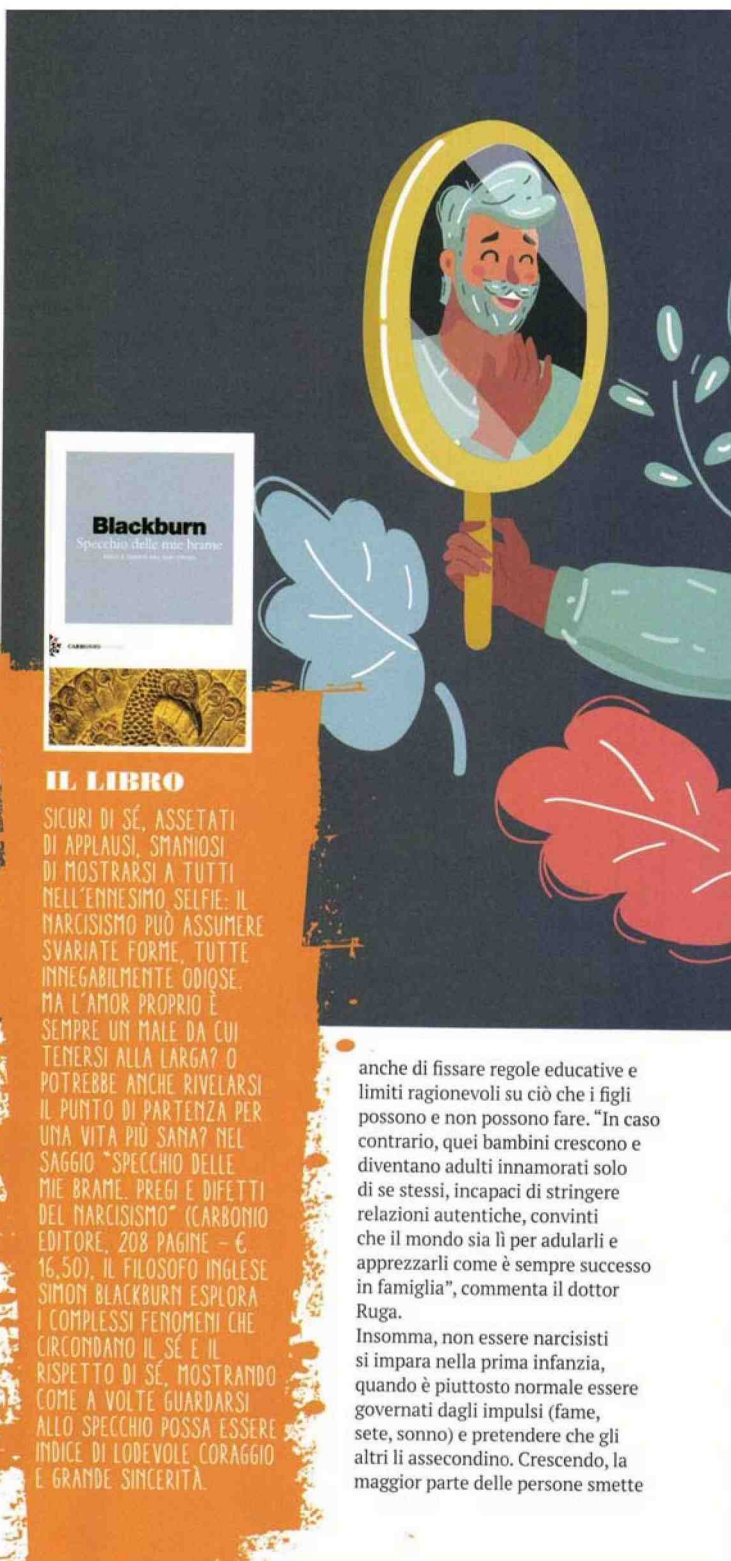 Blackburn
Specchio delle mie brame
CARBONIO
IL LIBRO
SICURI DI SÉ, ASSETATI
DI APPLAUSI, SMANIOSI
DI MOSTRARSI A TUTTI
NELL'ENNESIMO SELFIE: IL
NARCISISMO PUÒ ASSUMERE
SVARIATE FORME, TUTTE
INNEGABILMENTE ODIOSE.
MA L'AMOR PROPRIO È
SEMPRE UN MALE DA CUI
TENERSI ALLA LARGA? O
POTREBBE ANCHE RIVELARSI
IL PUNTO DI PARTENZA PER
UNA VITA PIÙ SANA? NEL
SAGGIO "SPECCHIO DELLE
MIE BRAME. PREGI E DIFETTI
DEL NARCISISMO" (CARBONIO
EDITORE, 208 PAGINE – €
16,50), IL FILOSOFO INGLESE
SIMON BLACKBURN ESPLORA
I COMPLESSI FENOMENI CHE
CIRCONDANO IL SÉ E IL
RISPETTO DI SÉ, MOSTRANDO
COME A VOLTE GUARDARSI
ALLO SPECCHIO POSSA ESSERE
INDICE DI LODEVOLE CORAGGIO
E GRANDE SINCERITÀ.
anche di fissare regole educative e
limiti ragionevoli su ciò che i figli
possono e non possono fare. “In caso
contrario, quei bambini crescono e
diventano adulti innamorati solo
di se stessi, incapaci di stringere
relazioni autentiche, convinti
che il mondo sia lì per adularli e
apprezzarli come è sempre successo
in famiglia”, commenta il dottor
Ruga.
Insomma, non essere narcisisti
si impara nella prima infanzia,
quando è piuttosto normale essere
governati dagli impulsi (fame,
sete, sonno) e pretendere che gli
altri li assecondino. Crescendo, la
maggior parte delle persone smette